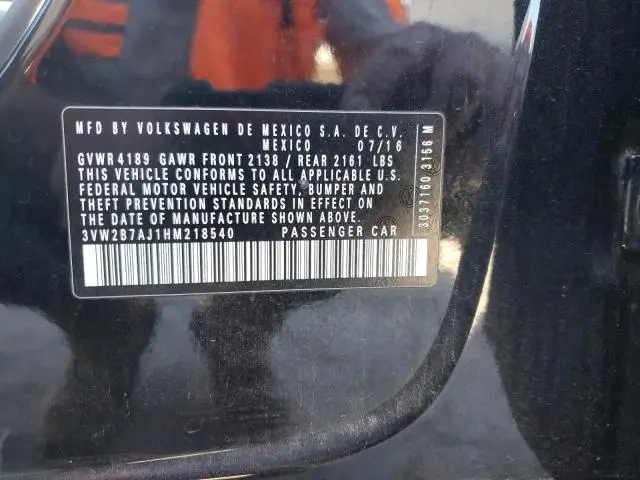 MFD BY VOLKSWAGEN DE MEXICO S.A. DE C.V.
MEXICO 07/16
GVWR 4189 GAWR FRONT 2138 / REAR 2161 LBS
THIS VEHICLE CONFORMS TO ALL APPLICABLE U.S.
FEDERAL MOTOR VEHICLE SAFETY, BUMPER AND
THEFT PREVENTION STANDARDS IN EFFECT ON
THE DATE OF MANUFACTURE SHOWN ABOVE.
3VW2B7AJ1HM218540 PASSENGER CAR
3037160 3156 M